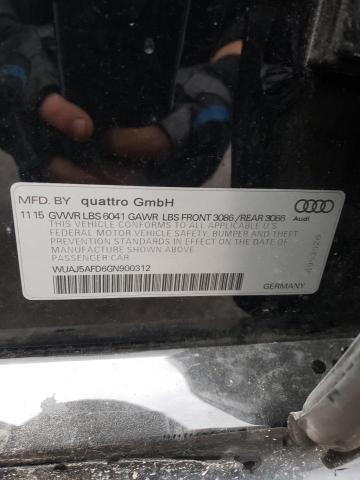 MFD. BY quattro GmbH
11 15 GVWR LBS 6041 GAWR LBS FRONT 3086 /REAR 3086
Audi
THIS VEHICLE CONFORMS TO ALL APPLICABLE U.S.
FEDERAL MOTOR VEHICLE SAFETY, BUMPER AND THEFT
PREVENTION STANDARDS IN EFFECT ON THE DATE OF
MANUFACTURE SHOWN ABOVE.
PASSENGER CAR
WUAJ5AFD6GN900312
GERMANY